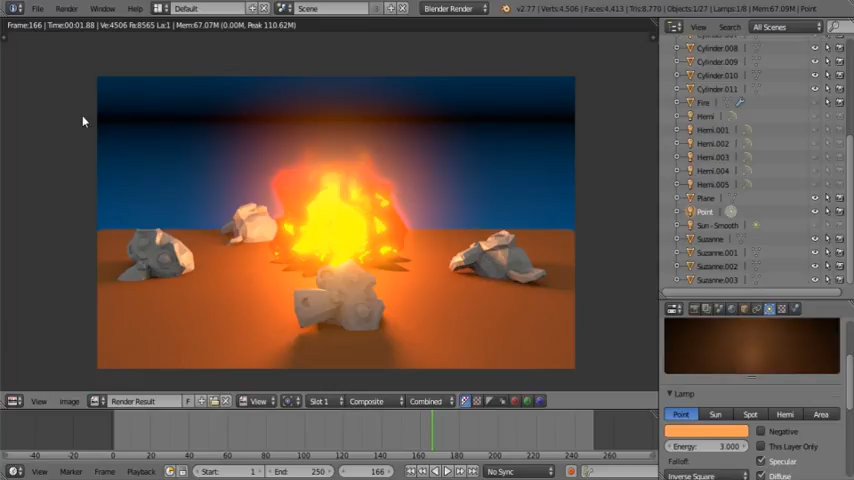 File Render Window Help Default Scene Blender Render v2.77 | Verts:4,506 | Faces:4,413 | Tris:8,770 | Objects:1/27 | Lamps:1/8 | Mem:67.09M | Point
Frame:166 | Time:00:01.88 | Ve:4506 Fa:8565 La:1 | Mem:67.07M (0.00M, Peak 110.62M)
View Search All Scenes
Cylinder.008
Cylinder.009
Cylinder.010
Cylinder.011
Fire
Hemi
Hemi.001
Hemi.002
Hemi.003
Hemi.004
Hemi.005
Plane
Point
Sun - Smooth
Suzanne
Suzanne.001
Suzanne.002
Suzanne.003
Lamp
Point Sun Spot Hemi Area
Negative
Energy: 3.000 This Layer Only
Falloff: Specular
Inverse Square Diffuse
View Image Render Result F View Slot 1 Composite Combined
-40 -20 0 20 40 60 80 100 120 140 160 180 200 220 240 260
View Marker Frame Playback Start: 1 End: 250 166 No Sync